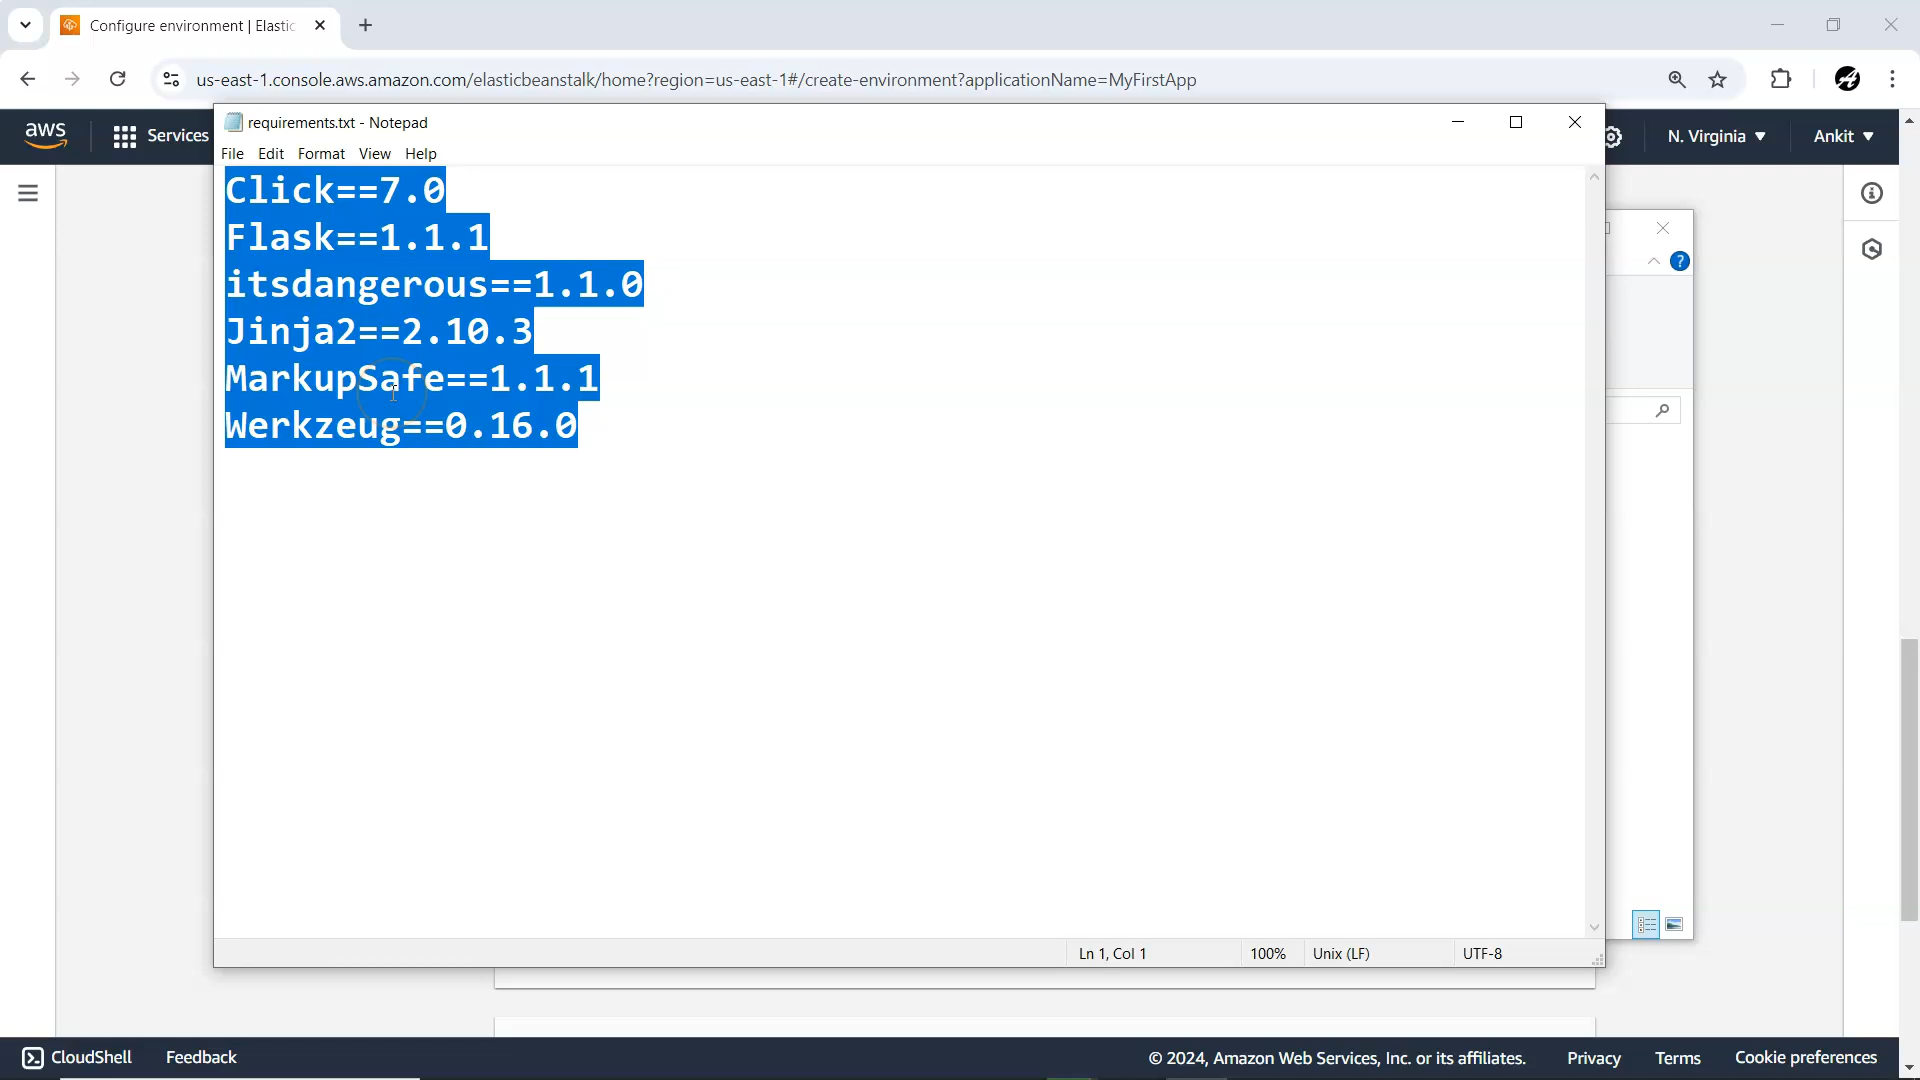 Configure environment | Elastic
us-east-1.console.aws.amazon.com/elasticbeanstalk/home?region=us-east-1#/create-environment?applicationName=MyFirstApp
aws
Services
N. Virginia
Ankit
requirements.txt - Notepad
File Edit Format View Help
Click==7.0
Flask==1.1.1
itsdangerous==1.1.0
Jinja2==2.10.3
MarkupSafe==1.1.1
Werkzeug==0.16.0
Ln 1, Col 1
100%
Unix (LF)
UTF-8
CloudShell
Feedback
© 2024, Amazon Web Services, Inc. or its affiliates.
Privacy
Terms
Cookie preferences